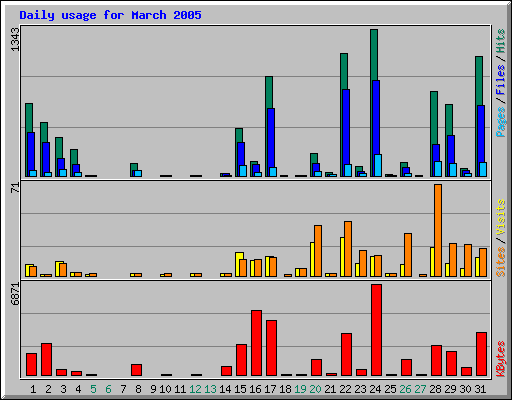 Daily usage for March 2005
1343
Pages / Files / Hits
71
Sites / Visits
6871
KBytes
1 2 3 4 5 6 7 8 9 10 11 12 13 14 15 16 17 18 19 20 21 22 23 24 25 26 27 28 29 30 31